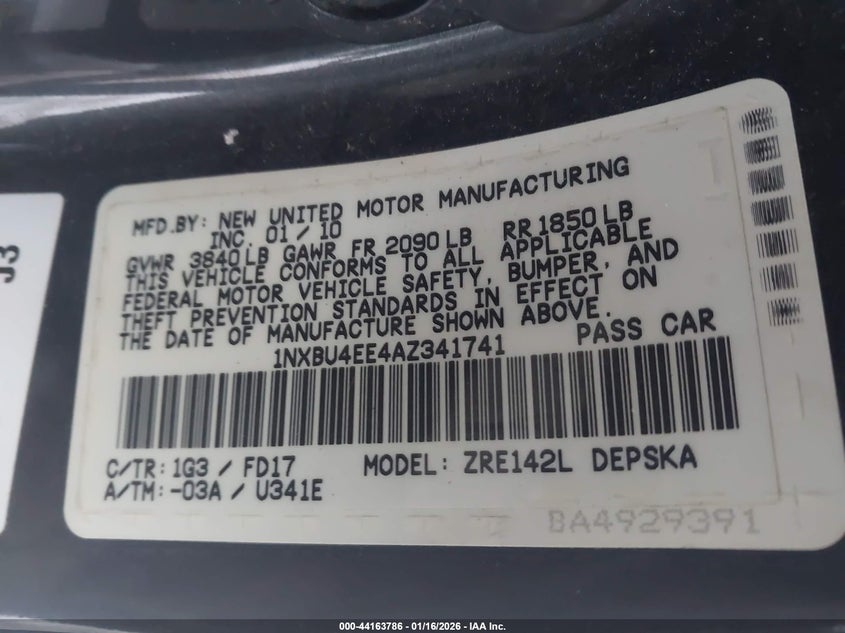 MFD.BY: NEW UNITED MOTOR MANUFACTURING
INC. 01/10
GVWR 3840LB GAWR FR 2090LB RR 1850LB
THIS VEHICLE CONFORMS TO ALL APPLICABLE
FEDERAL MOTOR VEHICLE SAFETY, BUMPER, AND
THEFT PREVENTION STANDARDS IN EFFECT ON
THE DATE OF MANUFACTURE SHOWN ABOVE.
1NXBU4EE4AZ341741 PASS CAR
C/TR: 1G3 / FD17 MODEL: ZRE142L DEPSKA
A/TM: -03A / U341E
BA4929391
J3
000-44163786 - 01/16/2026 - IAA Inc.